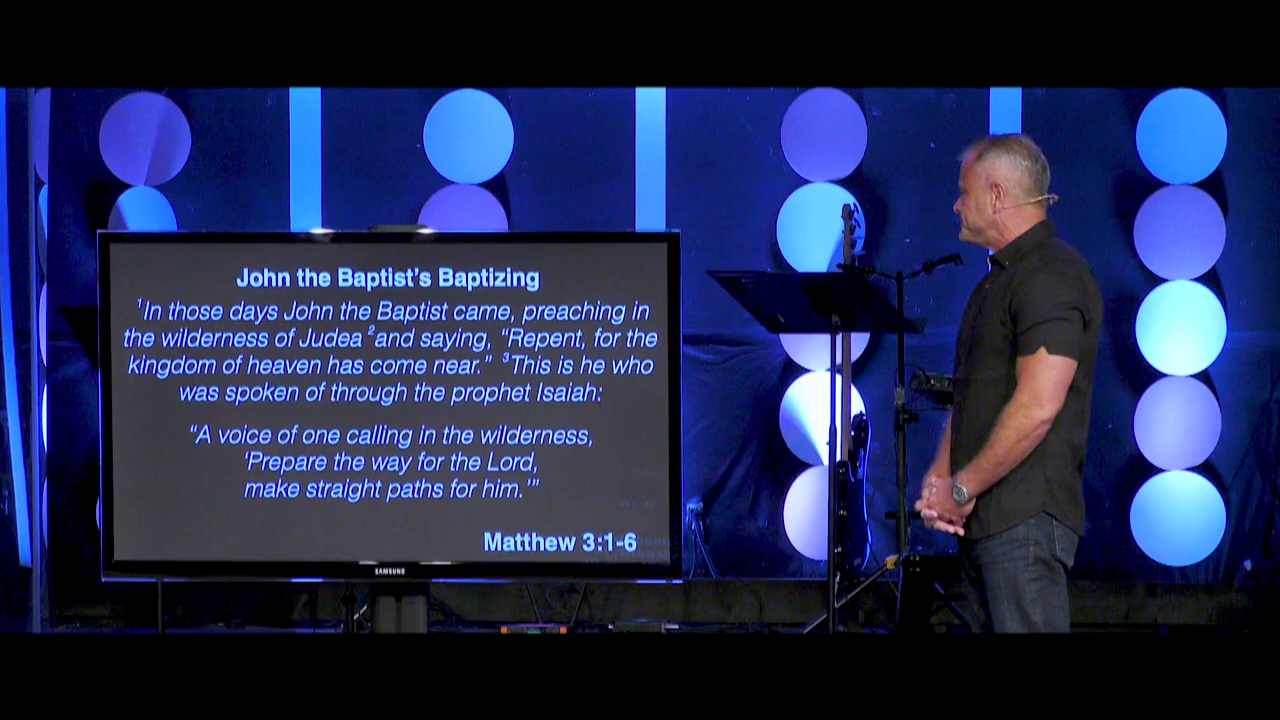 John the Baptist's Baptizing
¹In those days John the Baptist came, preaching in
the wilderness of Judea ²and saying, “Repent, for the
kingdom of heaven has come near.” ³This is he who
was spoken of through the prophet Isaiah:
“A voice of one calling in the wilderness,
‘Prepare the way for the Lord,
make straight paths for him.’”
Matthew 3:1-6
SAMSUNG